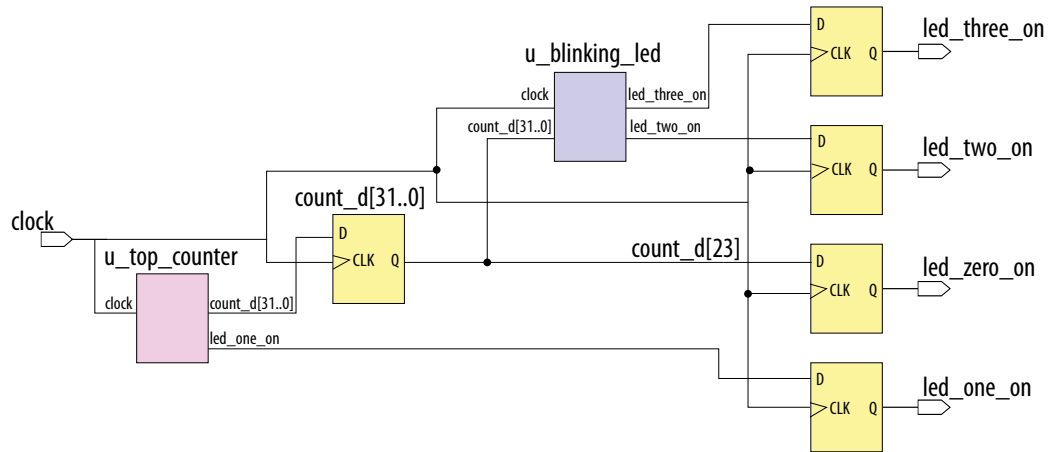 D
CLK Q
led_three_on
u_blinking_led
clock
led_three_on
count_d[31..0]
led_two_on
D
CLK Q
led_two_on
count_d[31..0]
clock
D
CLK Q
u_top_counter
clock
count_d[31..0]
led_one_on
count_d[23]
D
CLK Q
led_zero_on
D
CLK Q
led_one_on